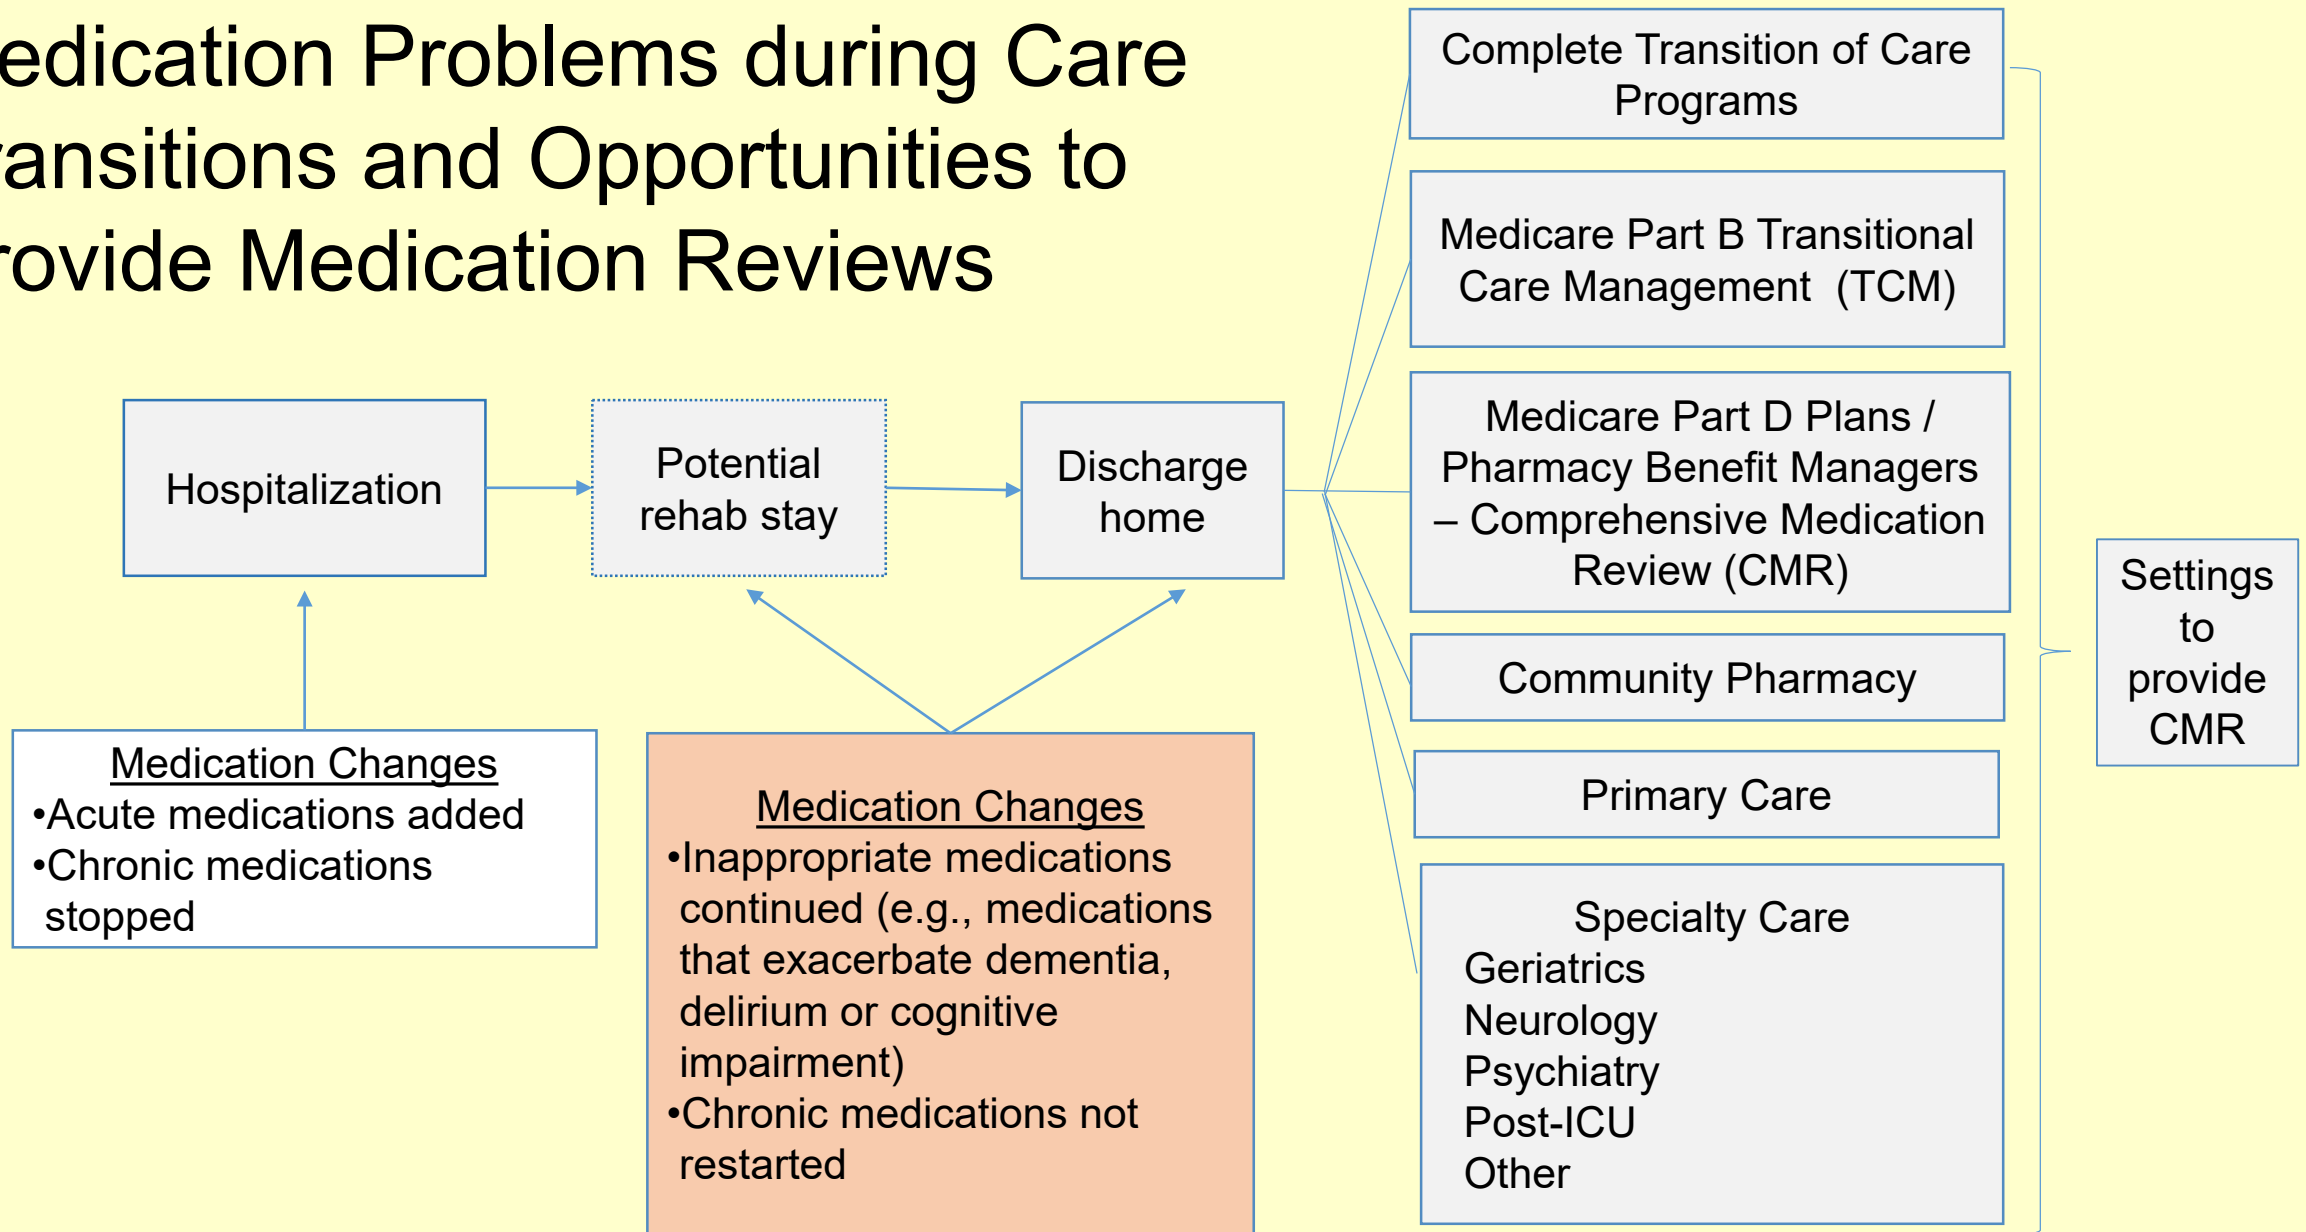 edication Problems during Care
ransitions and Opportunities to
rovide Medication Reviews
Hospitalization
Potential
rehab stay
Discharge
home
Medication Changes
•Acute medications added
•Chronic medications
stopped
Medication Changes
•Inappropriate medications
continued (e.g., medications
that exacerbate dementia,
delirium or cognitive
impairment)
•Chronic medications not
restarted
Complete Transition of Care
Programs
Medicare Part B Transitional
Care Management (TCM)
Medicare Part D Plans /
Pharmacy Benefit Managers
– Comprehensive Medication
Review (CMR)
Community Pharmacy
Primary Care
Specialty Care
Geriatrics
Neurology
Psychiatry
Post-ICU
Other
Settings
to
provide
CMR